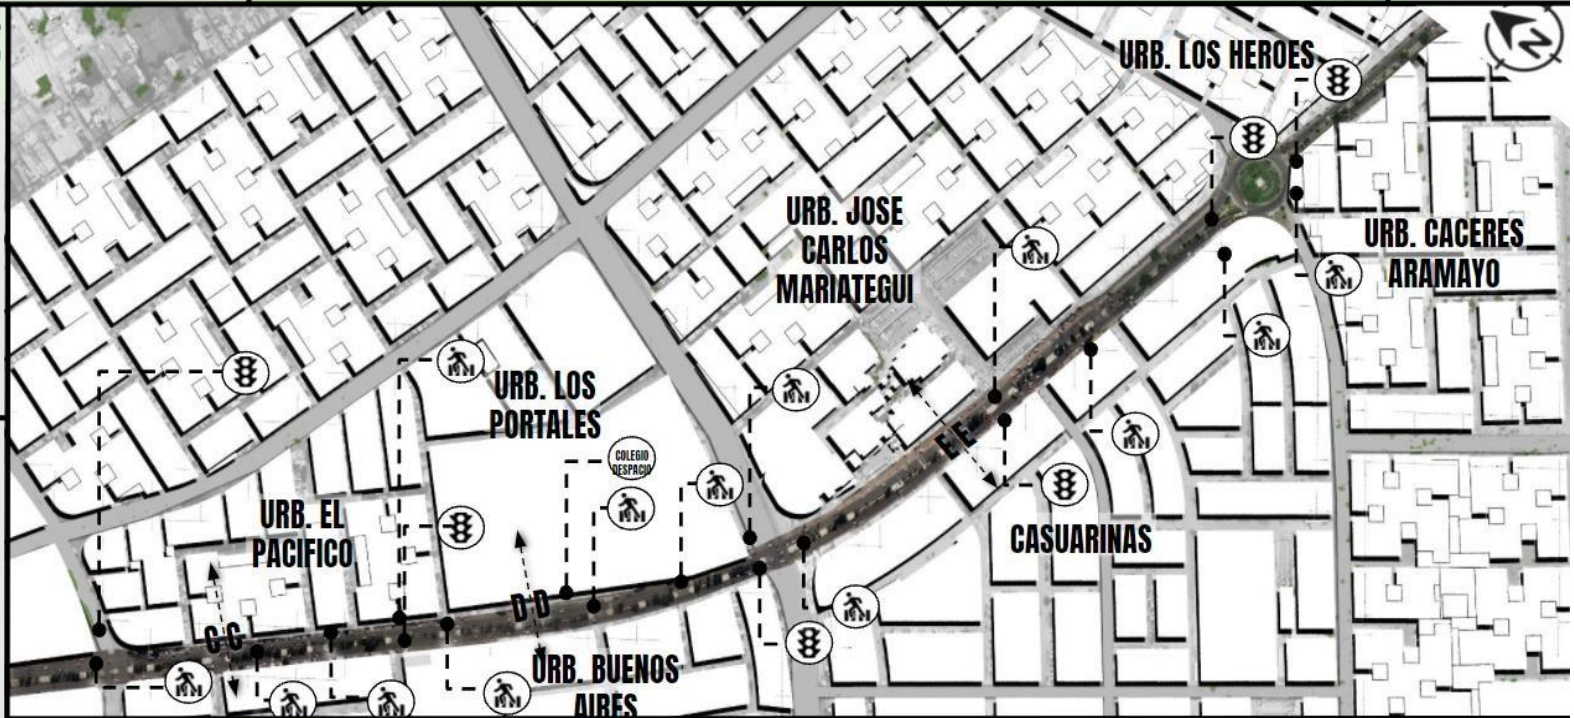 URB. LOS HEROES
N
URB. JOSE
CARLOS
MARIATEGUI
URB. CACERES
ARAMAYO
URB. LOS
PORTALES
COLEGIO
DESPACIO
E E
URB. EL
PACIFICO
CASUARINAS
D D
C C
URB. BUENOS
AIRES